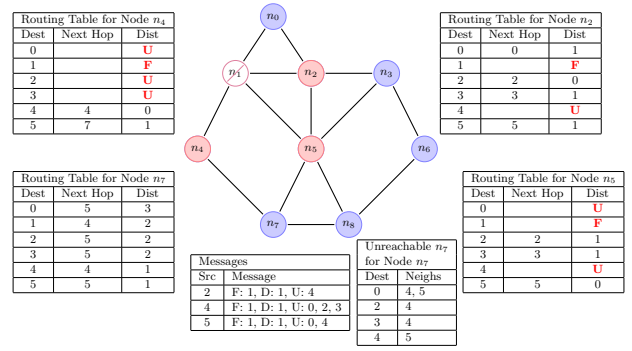 Routing Table for Node n4
Dest Next Hop Dist
0 U
1 F
2 U
3 U
4 4 0
5 7 1
n0
n1
n2
n3
n4
n5
n6
n7
n8
Routing Table for Node n2
Dest Next Hop Dist
0 0 1
1 F
2 2 0
3 3 1
4 U
5 5 1
Routing Table for Node n7
Dest Next Hop Dist
0 5 3
1 4 2
2 5 2
3 5 2
4 4 1
5 5 1
Routing Table for Node n5
Dest Next Hop Dist
0 U
1 F
2 2 1
3 3 1
4 U
5 5 0
Messages
Src Message
2 F: 1, D: 1, U: 4
4 F: 1, D: 1, U: 0, 2, 3
5 F: 1, D: 1, U: 0, 4
Unreachable n7
for Node n7
Dest Neighs
0 4, 5
2 4
3 4
4 5